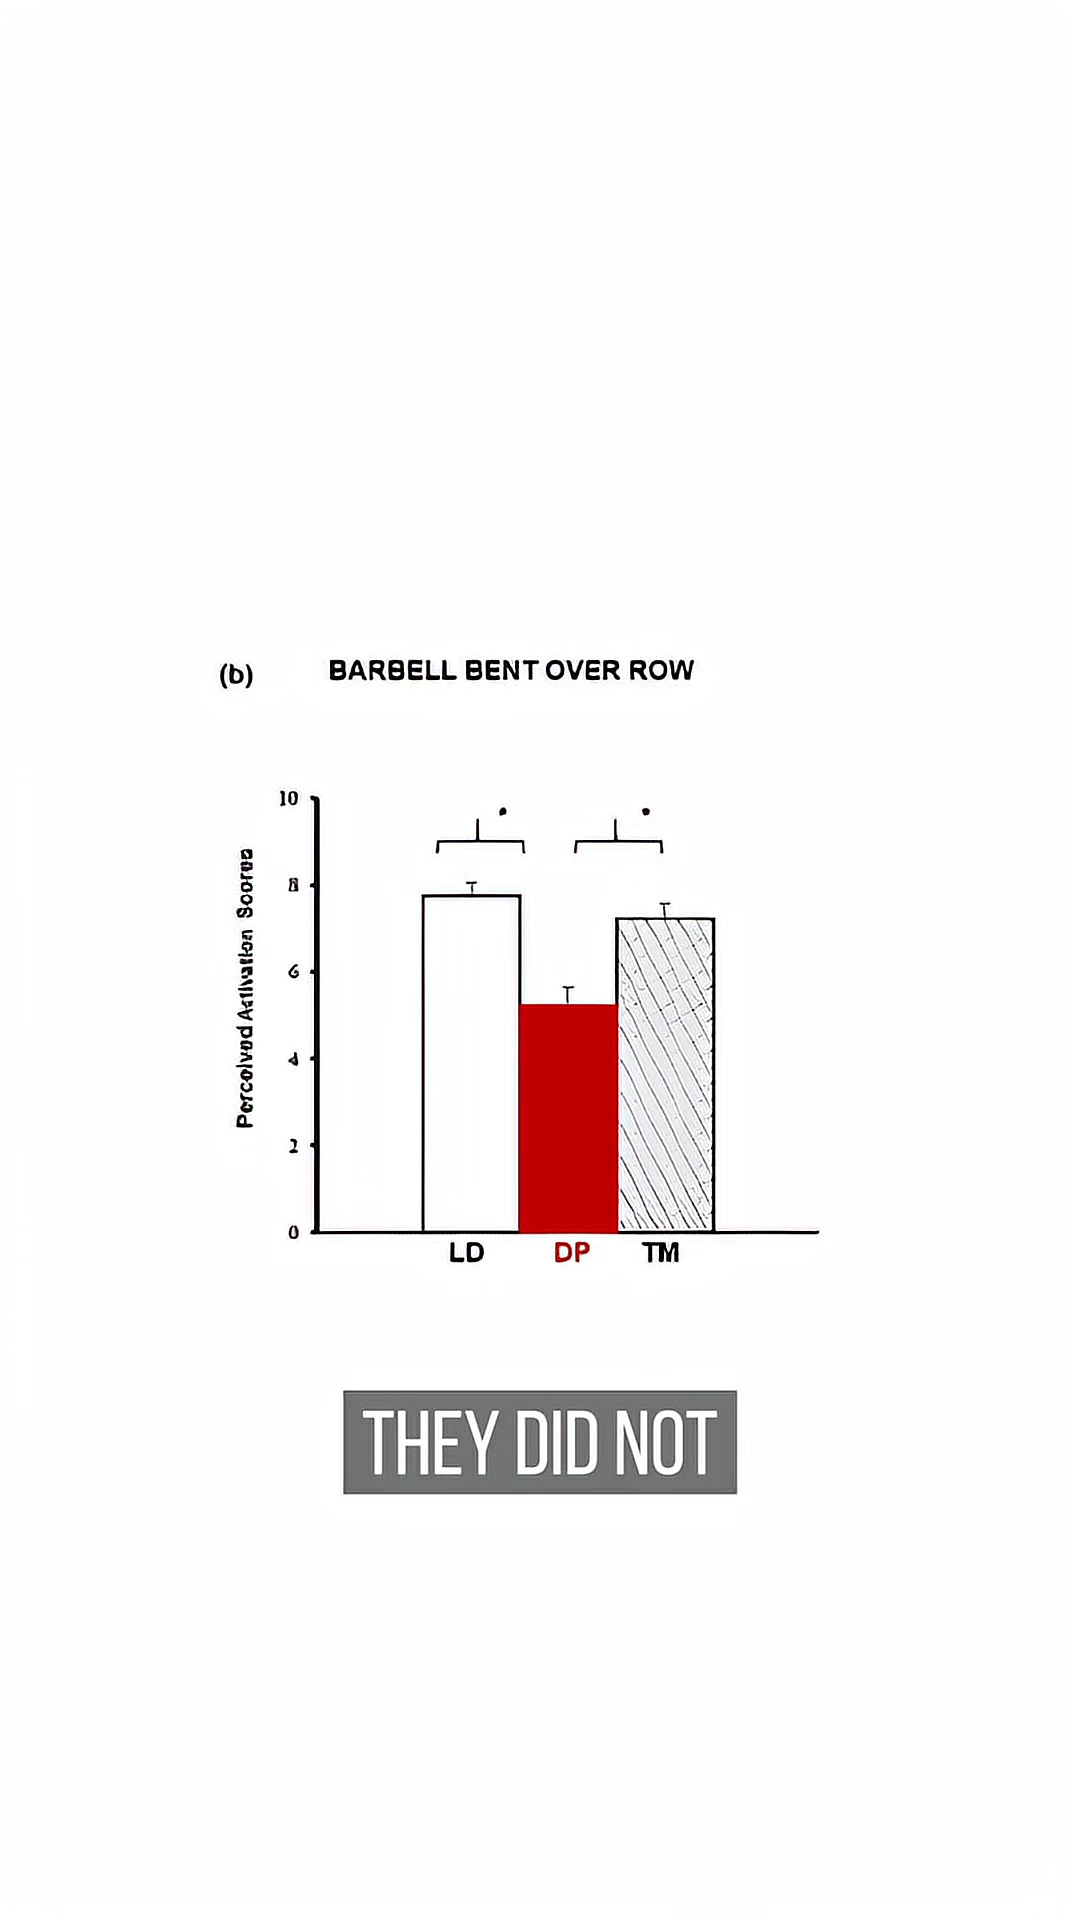 (b) BARBELL BENT OVER ROW
10
8
6
4
2
0
Perceived Activation Scores
LD DP TM
THEY DID NOT